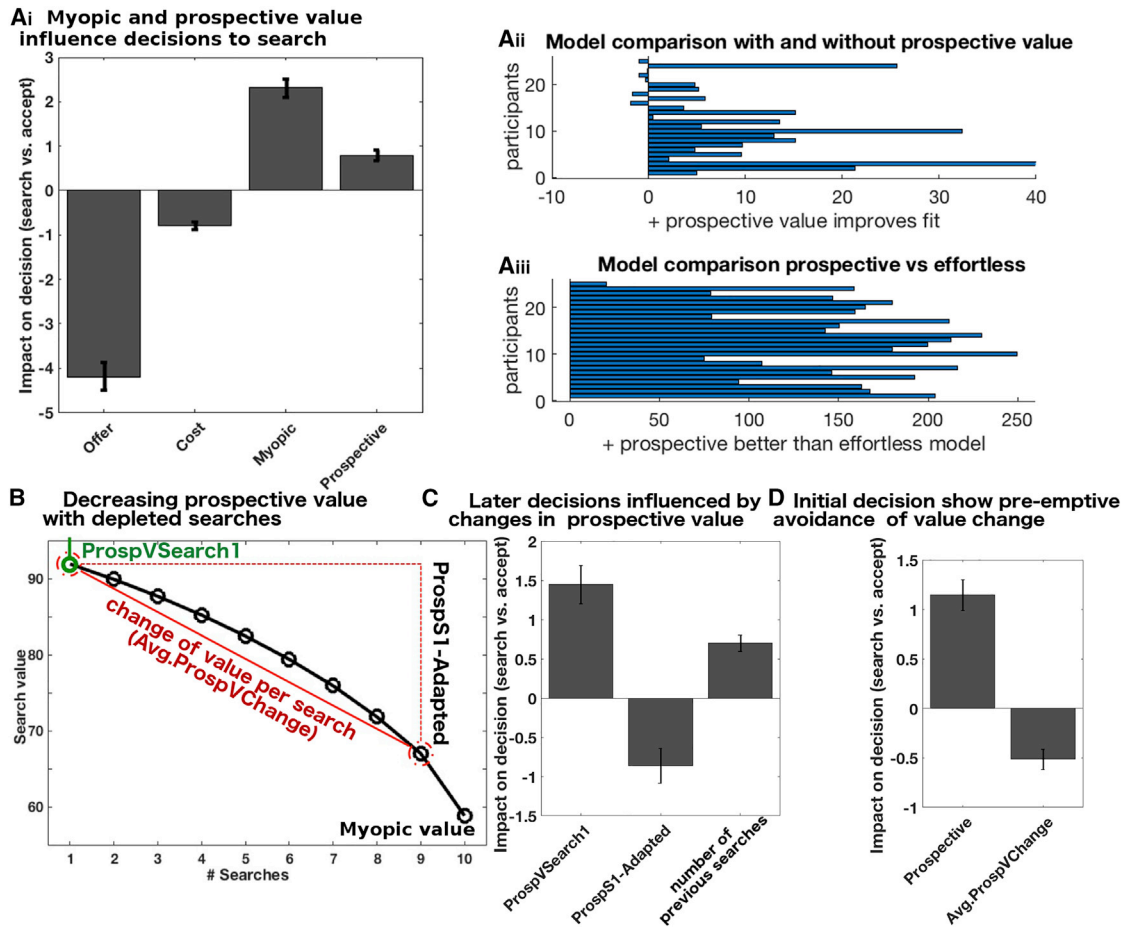 Ai Myopic and prospective value
influence decisions to search
Impact on decision (search vs. accept)
3
2
1
0
-1
-2
-3
-4
-5
Offer
Cost
Myopic
Prospective
Aii Model comparison with and without prospective value
participants
20
10
0
-10 0 10 20 30 40
+ prospective value improves fit
Aiii Model comparison prospective vs effortless
participants
20
10
0
0 50 100 150 200 250
+ prospective better than effortless model
B Decreasing prospective value
with depleted searches
Search value
90
80
70
60
ProspVSearch1
change of value per search
(Avg.ProspVChange)
ProspS1-Adapted
Myopic value
1 2 3 4 5 6 7 8 9 10
# Searches
C Later decisions influenced by
changes in prospective value
Impact on decision (search vs. accept)
2
1.5
1
0.5
0
-0.5
-1
-1.5
ProspVSearch1
ProspS1-Adapted
number of
previous searches
D Initial decision show pre-emptive
avoidance of value change
Impact on decision (search vs. accept)
1.5
1
0.5
0
-0.5
-1
Prospective
Avg.ProspVChange